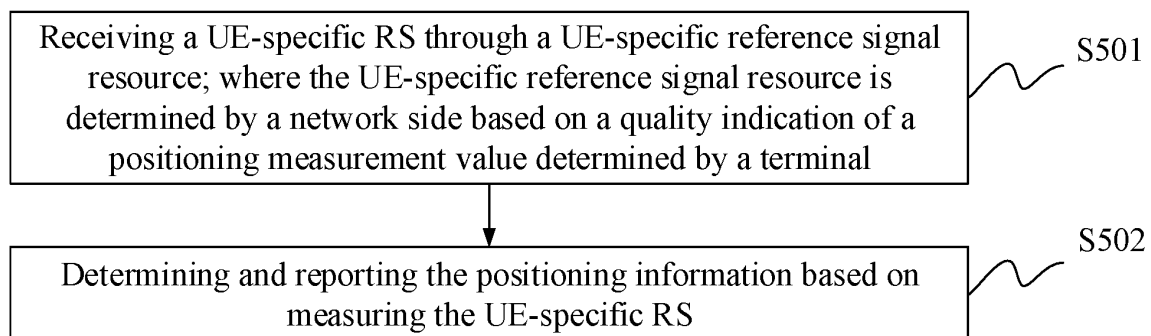 Receiving a UE-specific RS through a UE-specific reference signal
resource; where the UE-specific reference signal resource is
determined by a network side based on a quality indication of a
positioning measurement value determined by a terminal
S501
Determining and reporting the positioning information based on
measuring the UE-specific RS
S502